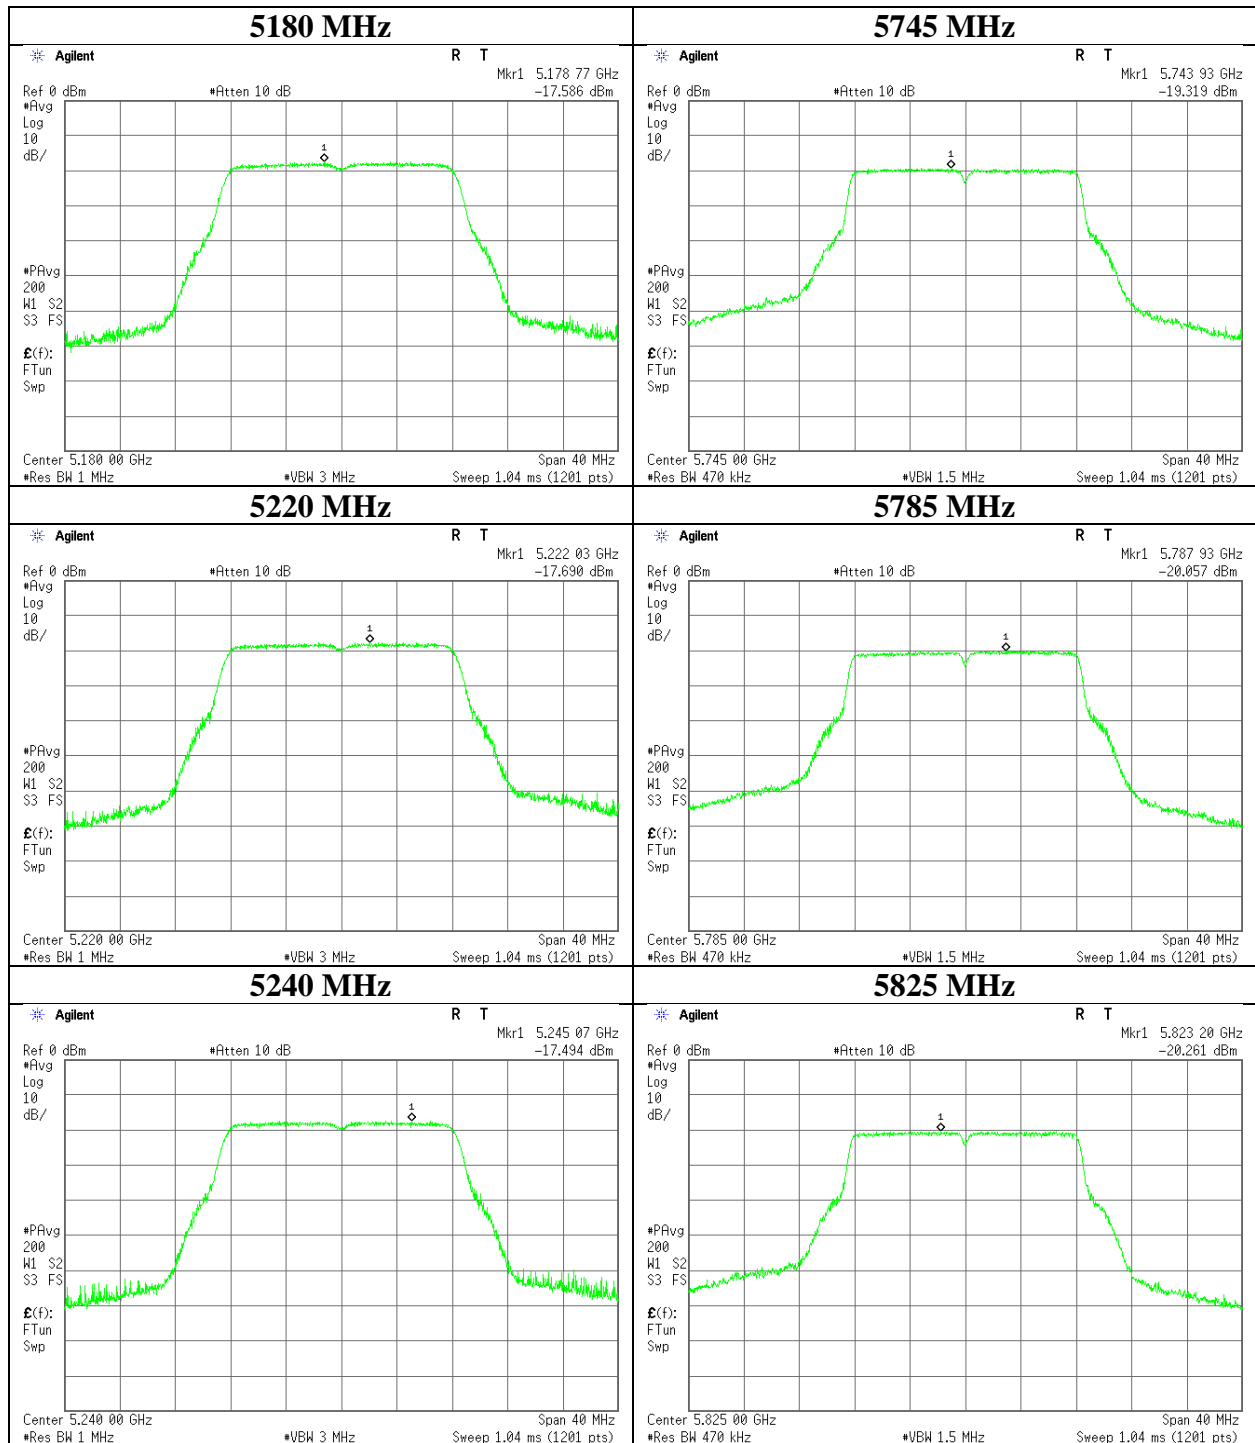 5180 MHz
Agilent R T
Mkr1 5.178 77 GHz
Ref 0 dBm #Atten 10 dB -17.586 dBm
#Avg
Log
10
dB/
1
#PAvg
200
W1 S2
S3 FS
£(f):
FTun
Swp
Center 5.180 00 GHz Span 40 MHz
#Res BW 1 MHz #VBW 3 MHz Sweep 1.04 ms (1201 pts)
5745 MHz
Agilent R T
Mkr1 5.743 93 GHz
Ref 0 dBm #Atten 10 dB -19.319 dBm
#Avg
Log
10
dB/
1
#PAvg
200
W1 S2
S3 FS
£(f):
FTun
Swp
Center 5.745 00 GHz Span 40 MHz
#Res BW 470 kHz #VBW 1.5 MHz Sweep 1.04 ms (1201 pts)
5220 MHz
Agilent R T
Mkr1 5.222 03 GHz
Ref 0 dBm #Atten 10 dB -17.690 dBm
#Avg
Log
10
dB/
1
#PAvg
200
W1 S2
S3 FS
£(f):
FTun
Swp
Center 5.220 00 GHz Span 40 MHz
#Res BW 1 MHz #VBW 3 MHz Sweep 1.04 ms (1201 pts)
5785 MHz
Agilent R T
Mkr1 5.787 93 GHz
Ref 0 dBm #Atten 10 dB -20.057 dBm
#Avg
Log
10
dB/
1
#PAvg
200
W1 S2
S3 FS
£(f):
FTun
Swp
Center 5.785 00 GHz Span 40 MHz
#Res BW 470 kHz #VBW 1.5 MHz Sweep 1.04 ms (1201 pts)
5240 MHz
Agilent R T
Mkr1 5.245 07 GHz
Ref 0 dBm #Atten 10 dB -17.494 dBm
#Avg
Log
10
dB/
1
#PAvg
200
W1 S2
S3 FS
£(f):
FTun
Swp
Center 5.240 00 GHz Span 40 MHz
#Res BW 1 MHz #VBW 3 MHz Sweep 1.04 ms (1201 pts)
5825 MHz
Agilent R T
Mkr1 5.823 20 GHz
Ref 0 dBm #Atten 10 dB -20.261 dBm
#Avg
Log
10
dB/
1
#PAvg
200
W1 S2
S3 FS
£(f):
FTun
Swp
Center 5.825 00 GHz Span 40 MHz
#Res BW 470 kHz #VBW 1.5 MHz Sweep 1.04 ms (1201 pts)